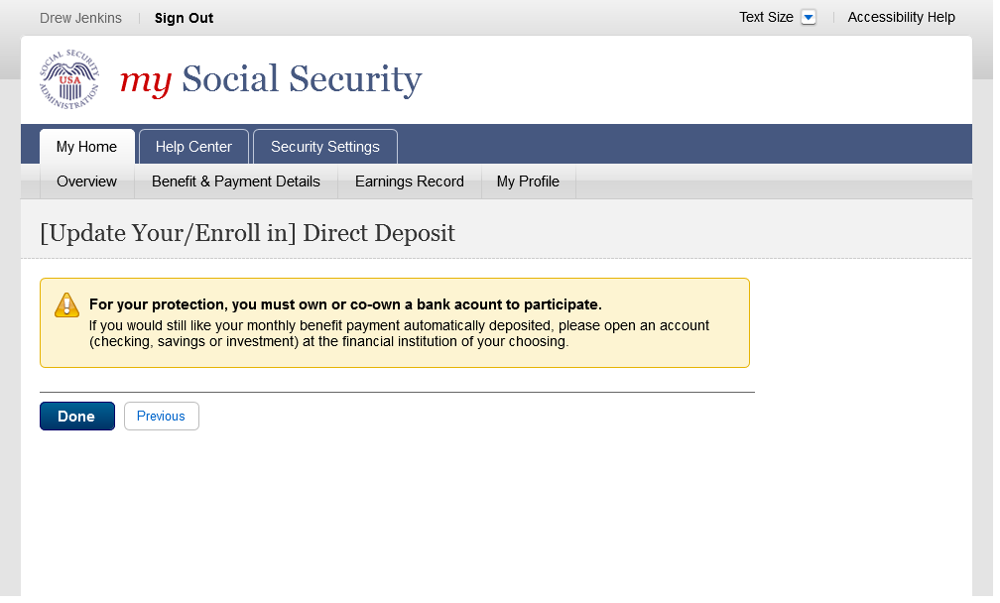 Drew Jenkins Sign Out Text Size Accessibility Help
SOCIAL SECURITY ADMINISTRATION
USA
my Social Security
My Home Help Center Security Settings
Overview Benefit & Payment Details Earnings Record My Profile
[Update Your/Enroll in] Direct Deposit
For your protection, you must own or co-own a bank acount to participate.
If you would still like your monthly benefit payment automatically deposited, please open an account
(checking, savings or investment) at the financial institution of your choosing.
Done Previous